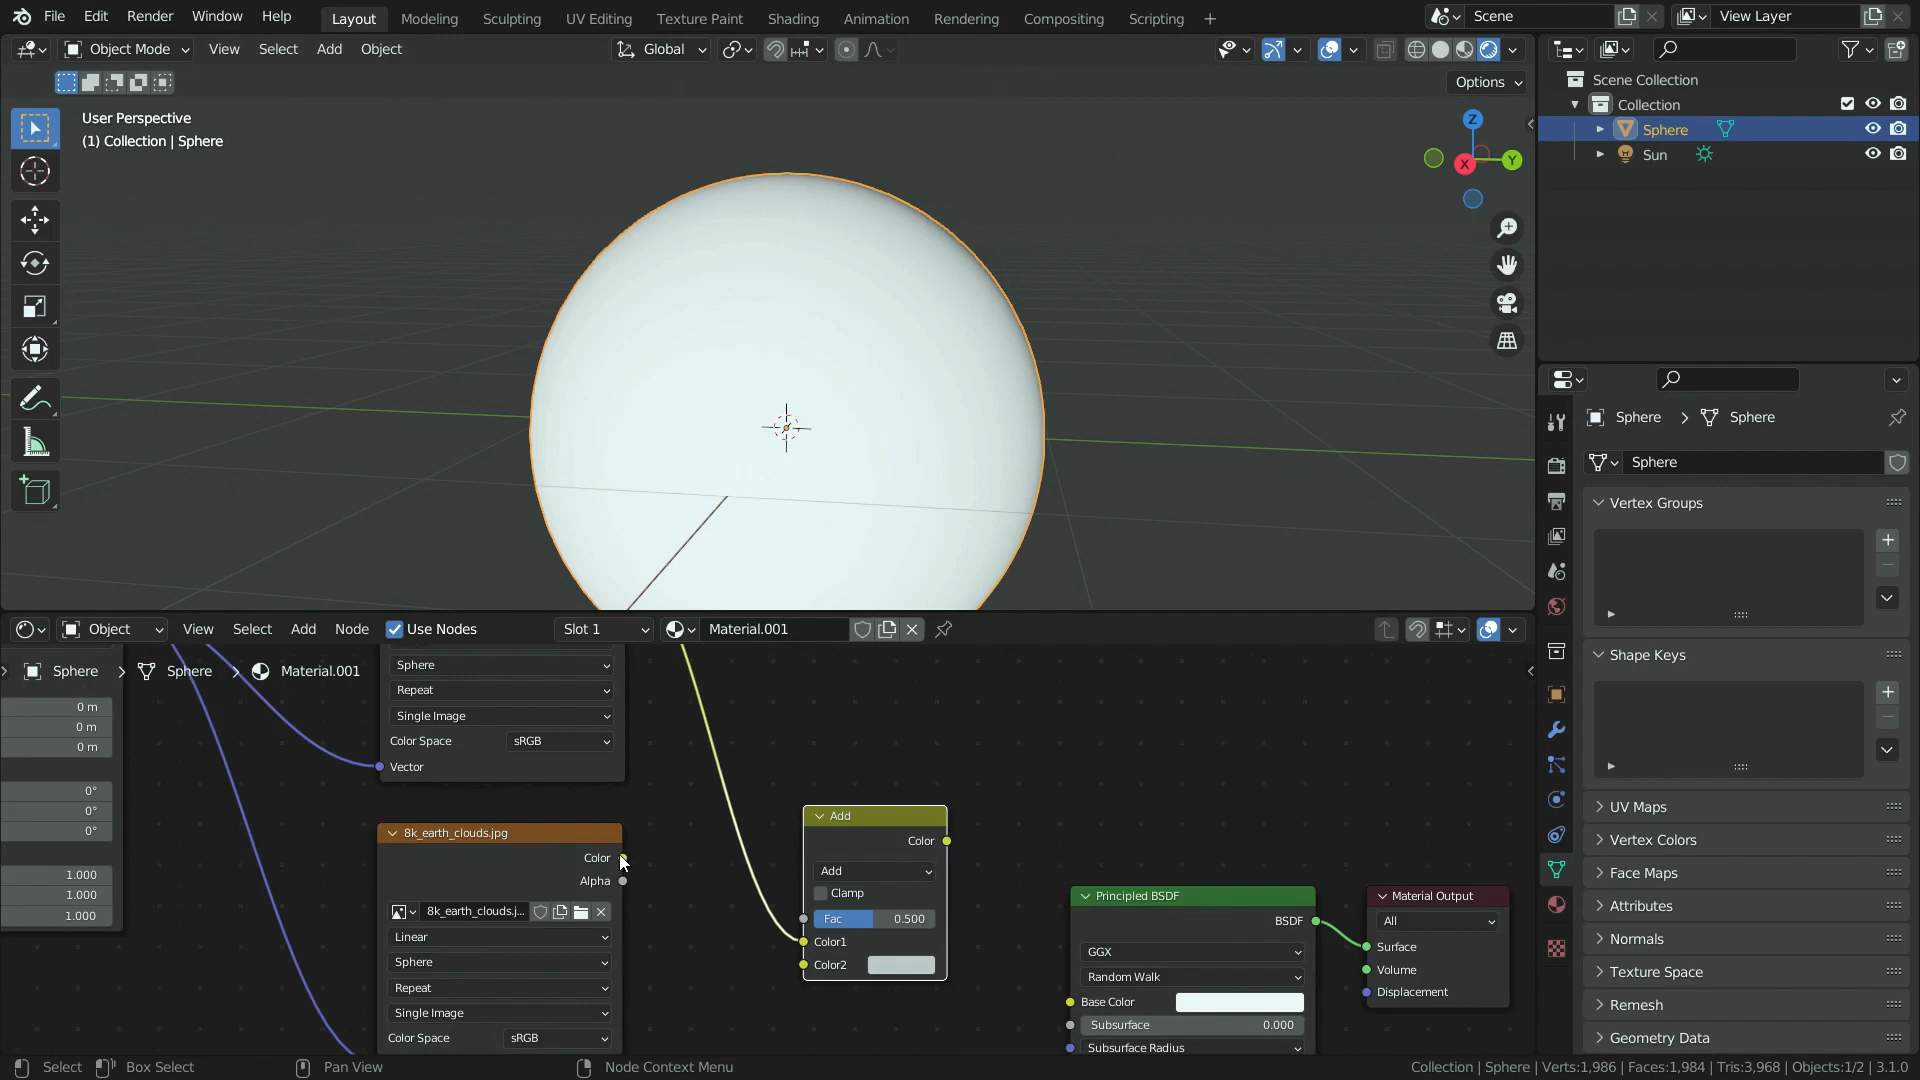 File Edit Render Window Help Layout Modeling Sculpting UV Editing Texture Paint Shading Animation Rendering Compositing Scripting + Scene View Layer
Object Mode View Select Add Object Global
Options
User Perspective
(1) Collection | Sphere
Z
Y
X
Scene Collection
Collection
Sphere
Sun
Sphere > Sphere
Sphere
Vertex Groups
Shape Keys
UV Maps
Vertex Colors
Face Maps
Attributes
Normals
Texture Space
Remesh
Geometry Data
Object View Select Add Node Use Nodes Slot 1 Material.001
Sphere > Sphere > Material.001
0 m
0 m
0 m
0°
0°
0°
1.000
1.000
1.000
Sphere
Repeat
Single Image
Color Space sRGB
Vector
8k_earth_clouds.jpg
Color
Alpha
8k_earth_clouds.j...
Linear
Sphere
Repeat
Single Image
Color Space sRGB
Add
Color
Add
Clamp
Fac 0.500
Color1
Color2
Principled BSDF
BSDF
GGX
Random Walk
Base Color
Subsurface 0.000
Subsurface Radius
Material Output
All
Surface
Volume
Displacement
Select Box Select Pan View Node Context Menu Collection | Sphere | Verts:1,986 | Faces:1,984 | Tris:3,968 | Objects:1/2 | 3.1.0